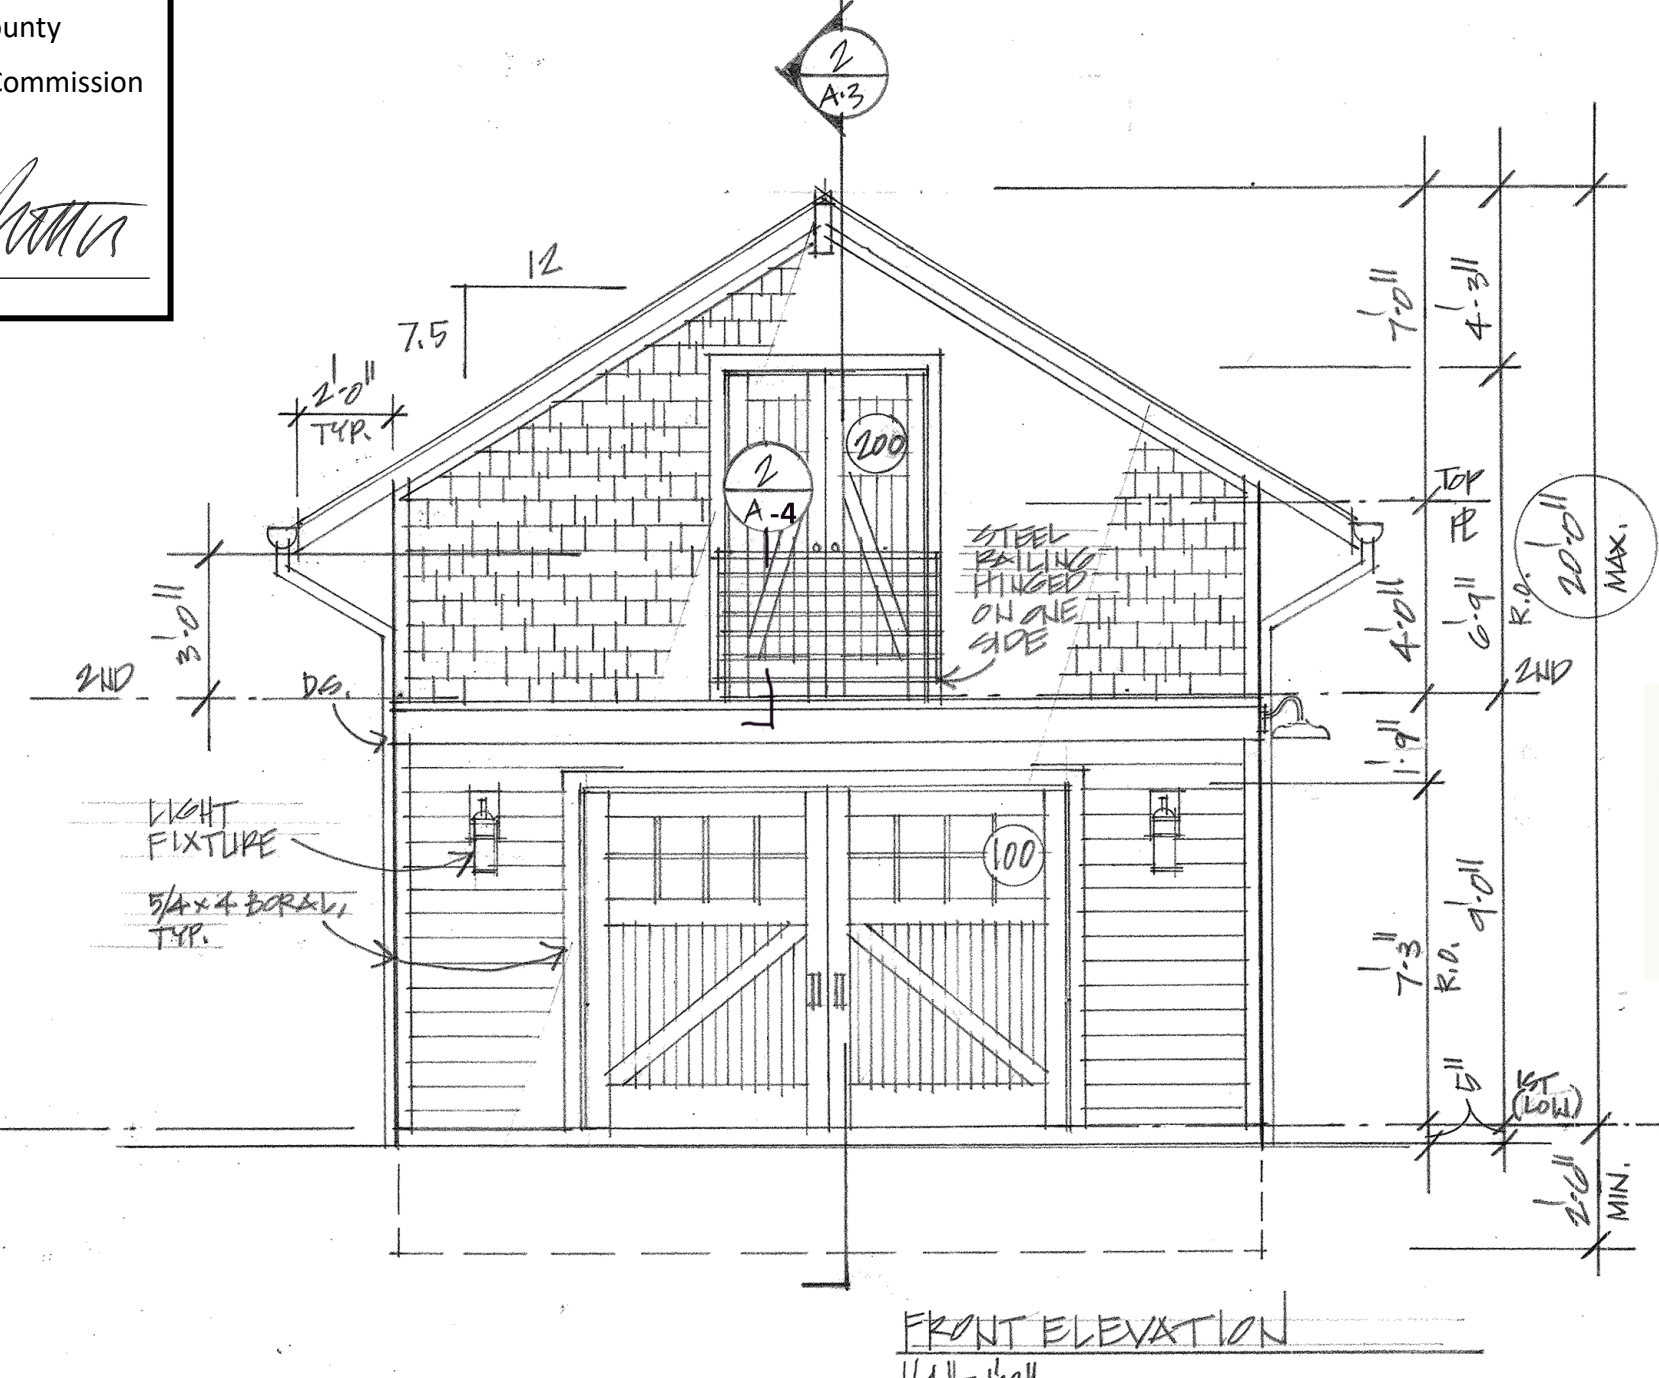 ounty
Commission
2
A.3
12
7.5
2'-0"
TYP.
7'-0"
4'-3"
200
2
A-4
TOP
PL
STEEL
RAILING
HINGED
ON ONE
SIDE
20'-0"
MAX.
3'-0"
4'-0"
6'-9"
R.O.
2ND
DS.
2ND
1'-9"
LIGHT
FIXTURE
100
5/4 x 4 BORAL,
TYP.
7'-3"
R.O.
9'-0"
5"
1ST
(LOW)
2'-6"
MIN.
FRONT ELEVATION